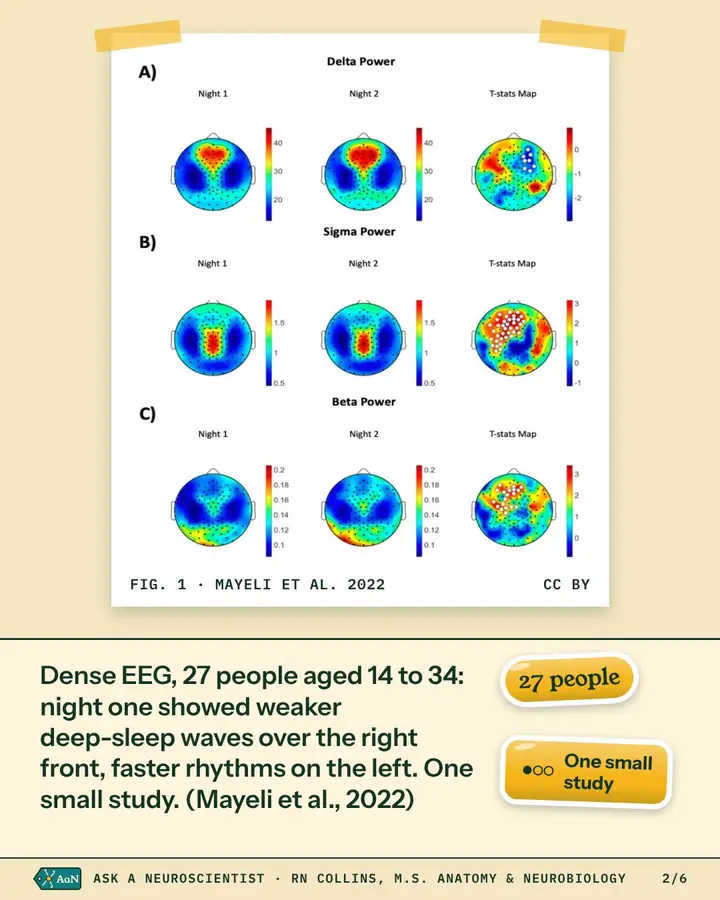 Delta Power
A)
Night 1
Night 2
T-stats Map
40
30
20
40
30
20
0
-1
-2
Sigma Power
B)
Night 1
Night 2
T-stats Map
1.5
1
0.5
1.5
1
0.5
3
2
1
0
-1
Beta Power
C)
Night 1
Night 2
T-stats Map
0.2
0.18
0.16
0.14
0.12
0.1
0.2
0.18
0.16
0.14
0.12
0.1
3
2
1
0
FIG. 1 · MAYELI ET AL. 2022
CC BY
Dense EEG, 27 people aged 14 to 34:
night one showed weaker
deep-sleep waves over the right
front, faster rhythms on the left. One
small study. (Mayeli et al., 2022)
27 people
One small
study
AaN
ASK A NEUROSCIENTIST · RN COLLINS, M.S. ANATOMY & NEUROBIOLOGY
2/6